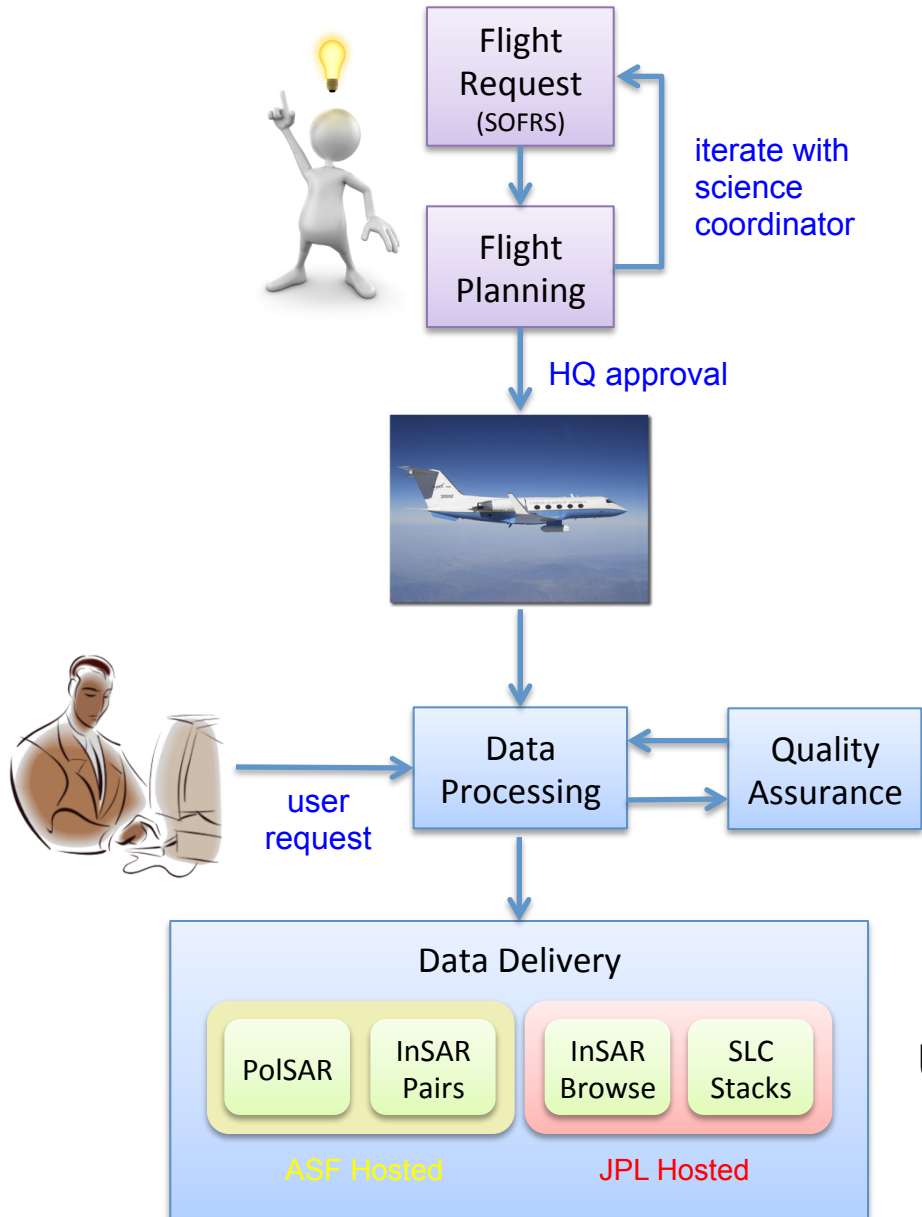 Flight
Request
(SOFRS)
iterate with
science
coordinator
Flight
Planning
HQ approval
Data
Processing
Quality
Assurance
user
request
Data Delivery
PolSAR
InSAR
Pairs
InSAR
Browse
SLC
Stacks
ASF Hosted
JPL Hosted